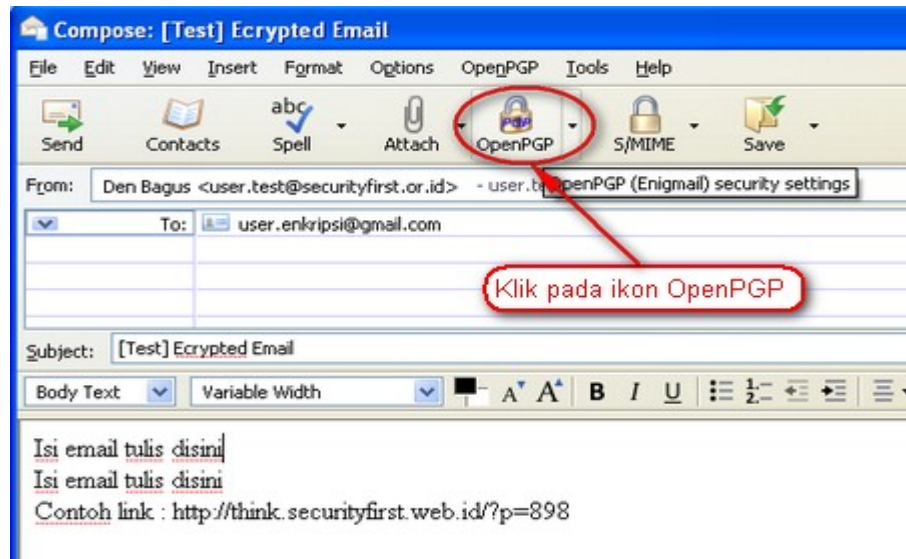 Compose: [Test] Ecrypted Email
File Edit View Insert Format Options OpenPGP Tools Help
Send Contacts Spell Attach OpenPGP S/MIME Save
From: Den Bagus <user.test@securityfirst.or.id> - user.te
OpenPGP (Enigmail) security settings
To: user.enkripsi@gmail.com
Klik pada ikon OpenPGP
Subject: [Test] Ecrypted Email
Body Text Variable Width
Isi email tulis disini
Isi email tulis disini
Contoh link : http://think.securityfirst.web.id/?p=898